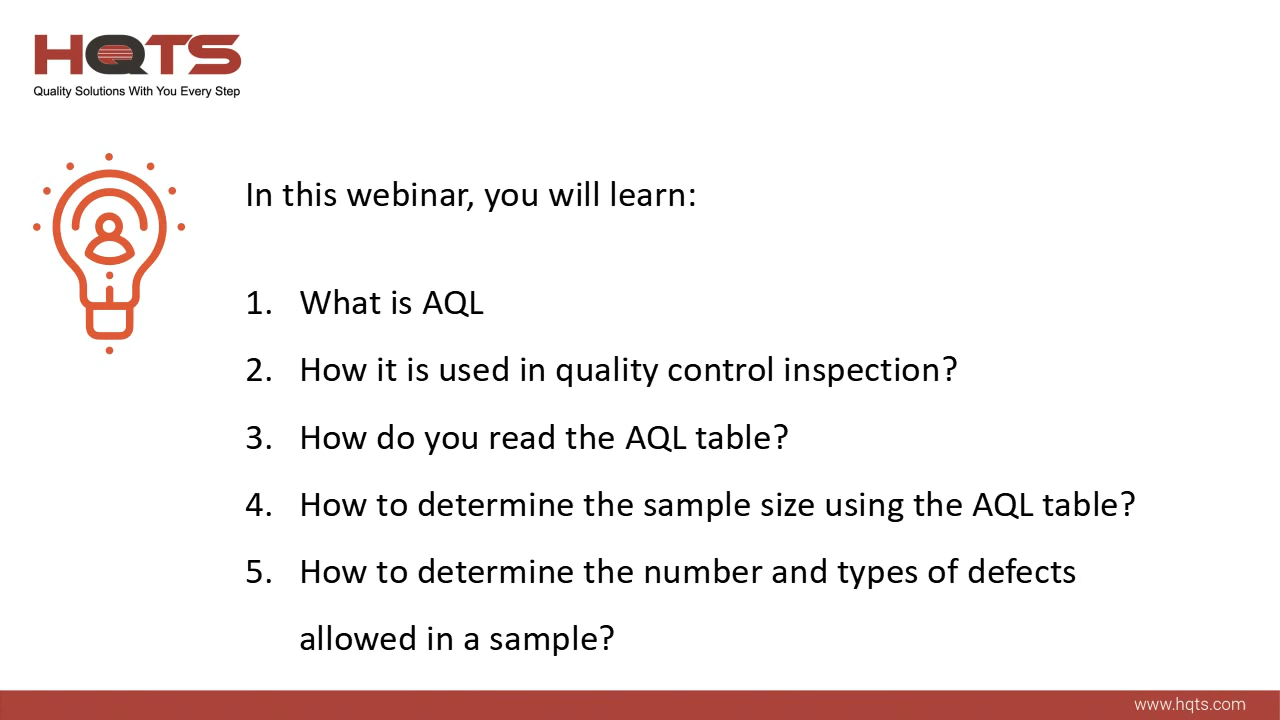 HQTS
Quality Solutions With You Every Step
In this webinar, you will learn:
1. What is AQL
2. How it is used in quality control inspection?
3. How do you read the AQL table?
4. How to determine the sample size using the AQL table?
5. How to determine the number and types of defects
allowed in a sample?
www.hqts.com